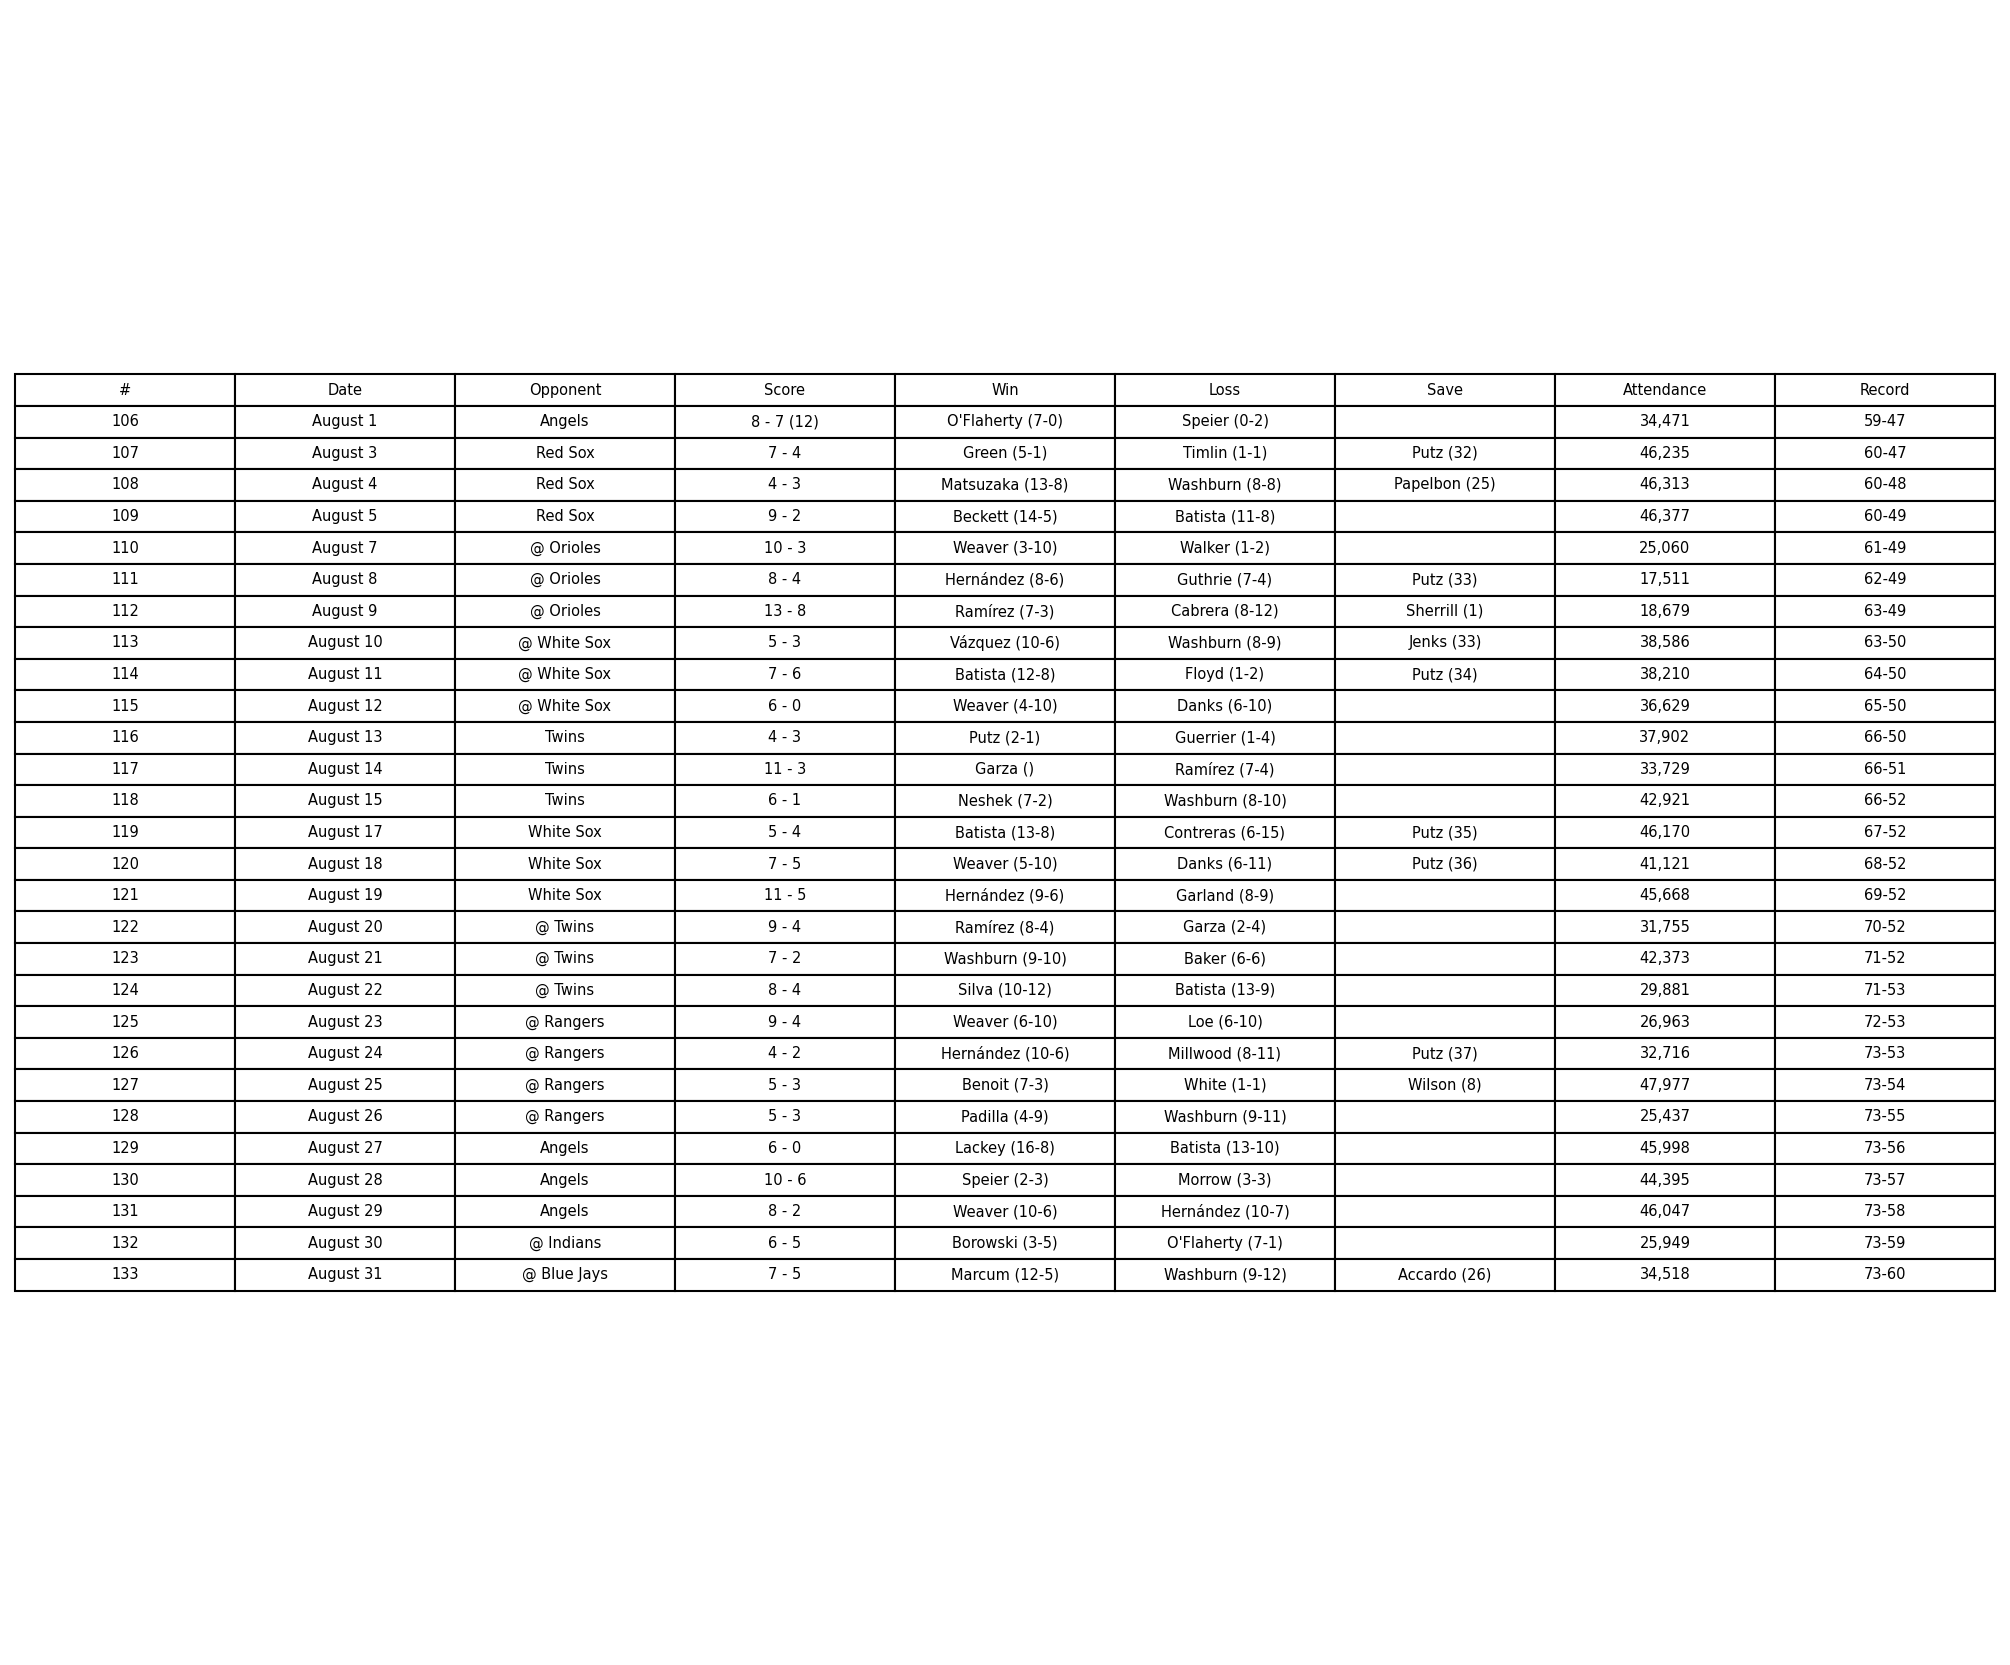 # Date Opponent Score Win Loss Save Attendance Record
106 August 1 Angels 8 - 7 (12) O'Flaherty (7-0) Speier (0-2) 34,471 59-47
107 August 3 Red Sox 7 - 4 Green (5-1) Timlin (1-1) Putz (32) 46,235 60-47
108 August 4 Red Sox 4 - 3 Matsuzaka (13-8) Washburn (8-8) Papelbon (25) 46,313 60-48
109 August 5 Red Sox 9 - 2 Beckett (14-5) Batista (11-8) 46,377 60-49
110 August 7 @ Orioles 10 - 3 Weaver (3-10) Walker (1-2) 25,060 61-49
111 August 8 @ Orioles 8 - 4 Hernández (8-6) Guthrie (7-4) Putz (33) 17,511 62-49
112 August 9 @ Orioles 13 - 8 Ramírez (7-3) Cabrera (8-12) Sherrill (1) 18,679 63-49
113 August 10 @ White Sox 5 - 3 Vázquez (10-6) Washburn (8-9) Jenks (33) 38,586 63-50
114 August 11 @ White Sox 7 - 6 Batista (12-8) Floyd (1-2) Putz (34) 38,210 64-50
115 August 12 @ White Sox 6 - 0 Weaver (4-10) Danks (6-10) 36,629 65-50
116 August 13 Twins 4 - 3 Putz (2-1) Guerrier (1-4) 37,902 66-50
117 August 14 Twins 11 - 3 Garza () Ramírez (7-4) 33,729 66-51
118 August 15 Twins 6 - 1 Neshek (7-2) Washburn (8-10) 42,921 66-52
119 August 17 White Sox 5 - 4 Batista (13-8) Contreras (6-15) Putz (35) 46,170 67-52
120 August 18 White Sox 7 - 5 Weaver (5-10) Danks (6-11) Putz (36) 41,121 68-52
121 August 19 White Sox 11 - 5 Hernández (9-6) Garland (8-9) 45,668 69-52
122 August 20 @ Twins 9 - 4 Ramírez (8-4) Garza (2-4) 31,755 70-52
123 August 21 @ Twins 7 - 2 Washburn (9-10) Baker (6-6) 42,373 71-52
124 August 22 @ Twins 8 - 4 Silva (10-12) Batista (13-9) 29,881 71-53
125 August 23 @ Rangers 9 - 4 Weaver (6-10) Loe (6-10) 26,963 72-53
126 August 24 @ Rangers 4 - 2 Hernández (10-6) Millwood (8-11) Putz (37) 32,716 73-53
127 August 25 @ Rangers 5 - 3 Benoit (7-3) White (1-1) Wilson (8) 47,977 73-54
128 August 26 @ Rangers 5 - 3 Padilla (4-9) Washburn (9-11) 25,437 73-55
129 August 27 Angels 6 - 0 Lackey (16-8) Batista (13-10) 45,998 73-56
130 August 28 Angels 10 - 6 Speier (2-3) Morrow (3-3) 44,395 73-57
131 August 29 Angels 8 - 2 Weaver (10-6) Hernández (10-7) 46,047 73-58
132 August 30 @ Indians 6 - 5 Borowski (3-5) O'Flaherty (7-1) 25,949 73-59
133 August 31 @ Blue Jays 7 - 5 Marcum (12-5) Washburn (9-12) Accardo (26) 34,518 73-60